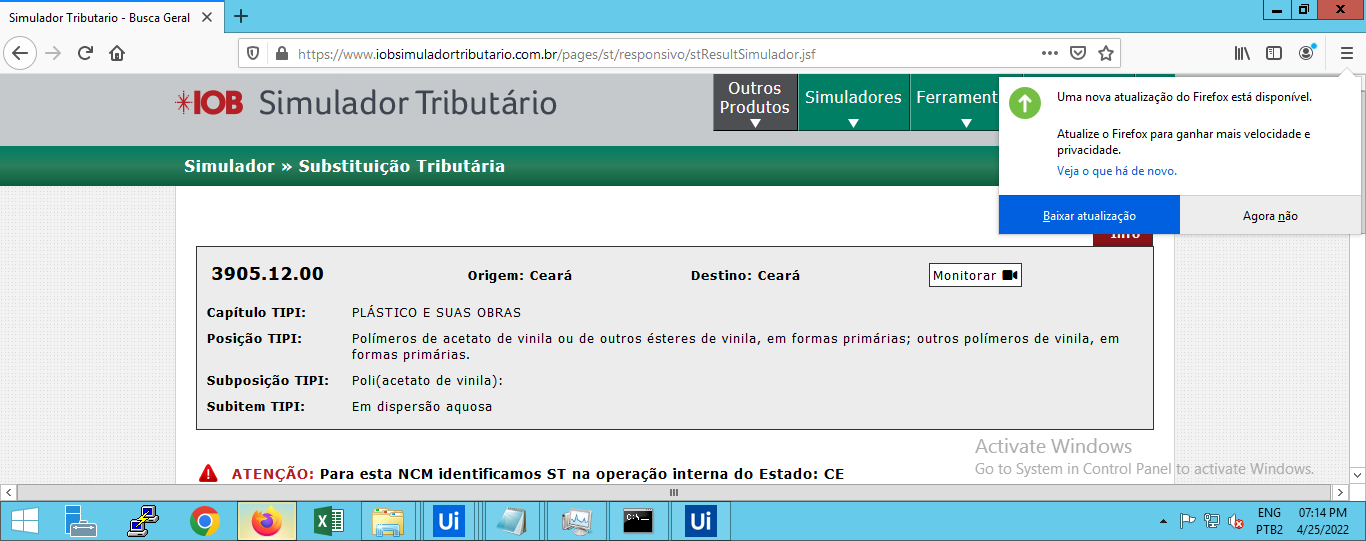 Simulador Tributario - Busca Geral
https://www.iobsimuladortributario.com.br/pages/st/responsivo/stResultSimulador.jsf
IOB Simulador Tributário
Outros Produtos
Simuladores
Ferrament
Uma nova atualização do Firefox está disponível.
Atualize o Firefox para ganhar mais velocidade e
privacidade.
Veja o que há de novo.
Baixar atualização
Agora não
Simulador » Substituição Tributária
Info
3905.12.00
Origem: Ceará
Destino: Ceará
Monitorar
Capítulo TIPI: PLÁSTICO E SUAS OBRAS
Posição TIPI: Polímeros de acetato de vinila ou de outros ésteres de vinila, em formas primárias; outros polímeros de vinila, em
formas primárias.
Subposição TIPI: Poli(acetato de vinila):
Subitem TIPI: Em dispersão aquosa
ATENÇÃO: Para esta NCM identificamos ST na operação interna do Estado: CE
Activate Windows
Go to System in Control Panel to activate Windows.
Ui
C:\
Ui
ENG
PTB2
07:14 PM
4/25/2022